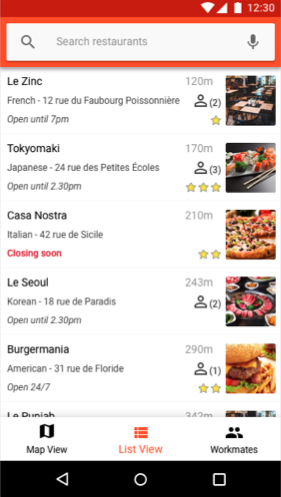 12:30
Search restaurants
Le Zinc 120m
French - 12 rue du Faubourg Poissonnière (2)
Open until 7pm
Tokyomaki 170m
Japanese - 24 rue des Petites Écoles (3)
Open until 2.30pm
Casa Nostra 210m
Italian - 42 rue de Sicile
Closing soon
Le Seoul 243m
Korean - 18 rue de Paradis (2)
Open until 2.30pm
Burgermania 290m
American - 31 rue de Floride (1)
Open 24/7
Le Punjab 342m
Map View List View Workmates